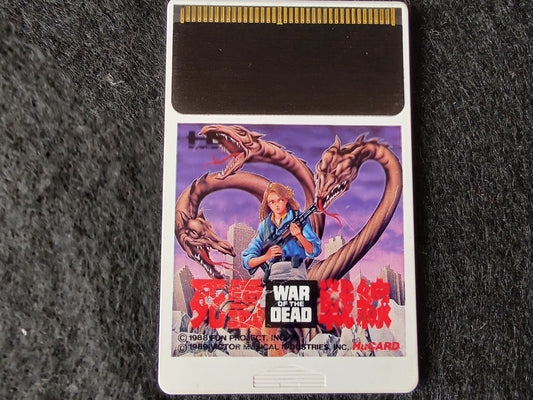 死霊 WAR OF THE DEAD 戦線
©1988 FUN PROJECT, INC.
©1989 VICTOR MUSICAL INDUSTRIES, INC. HuCARD